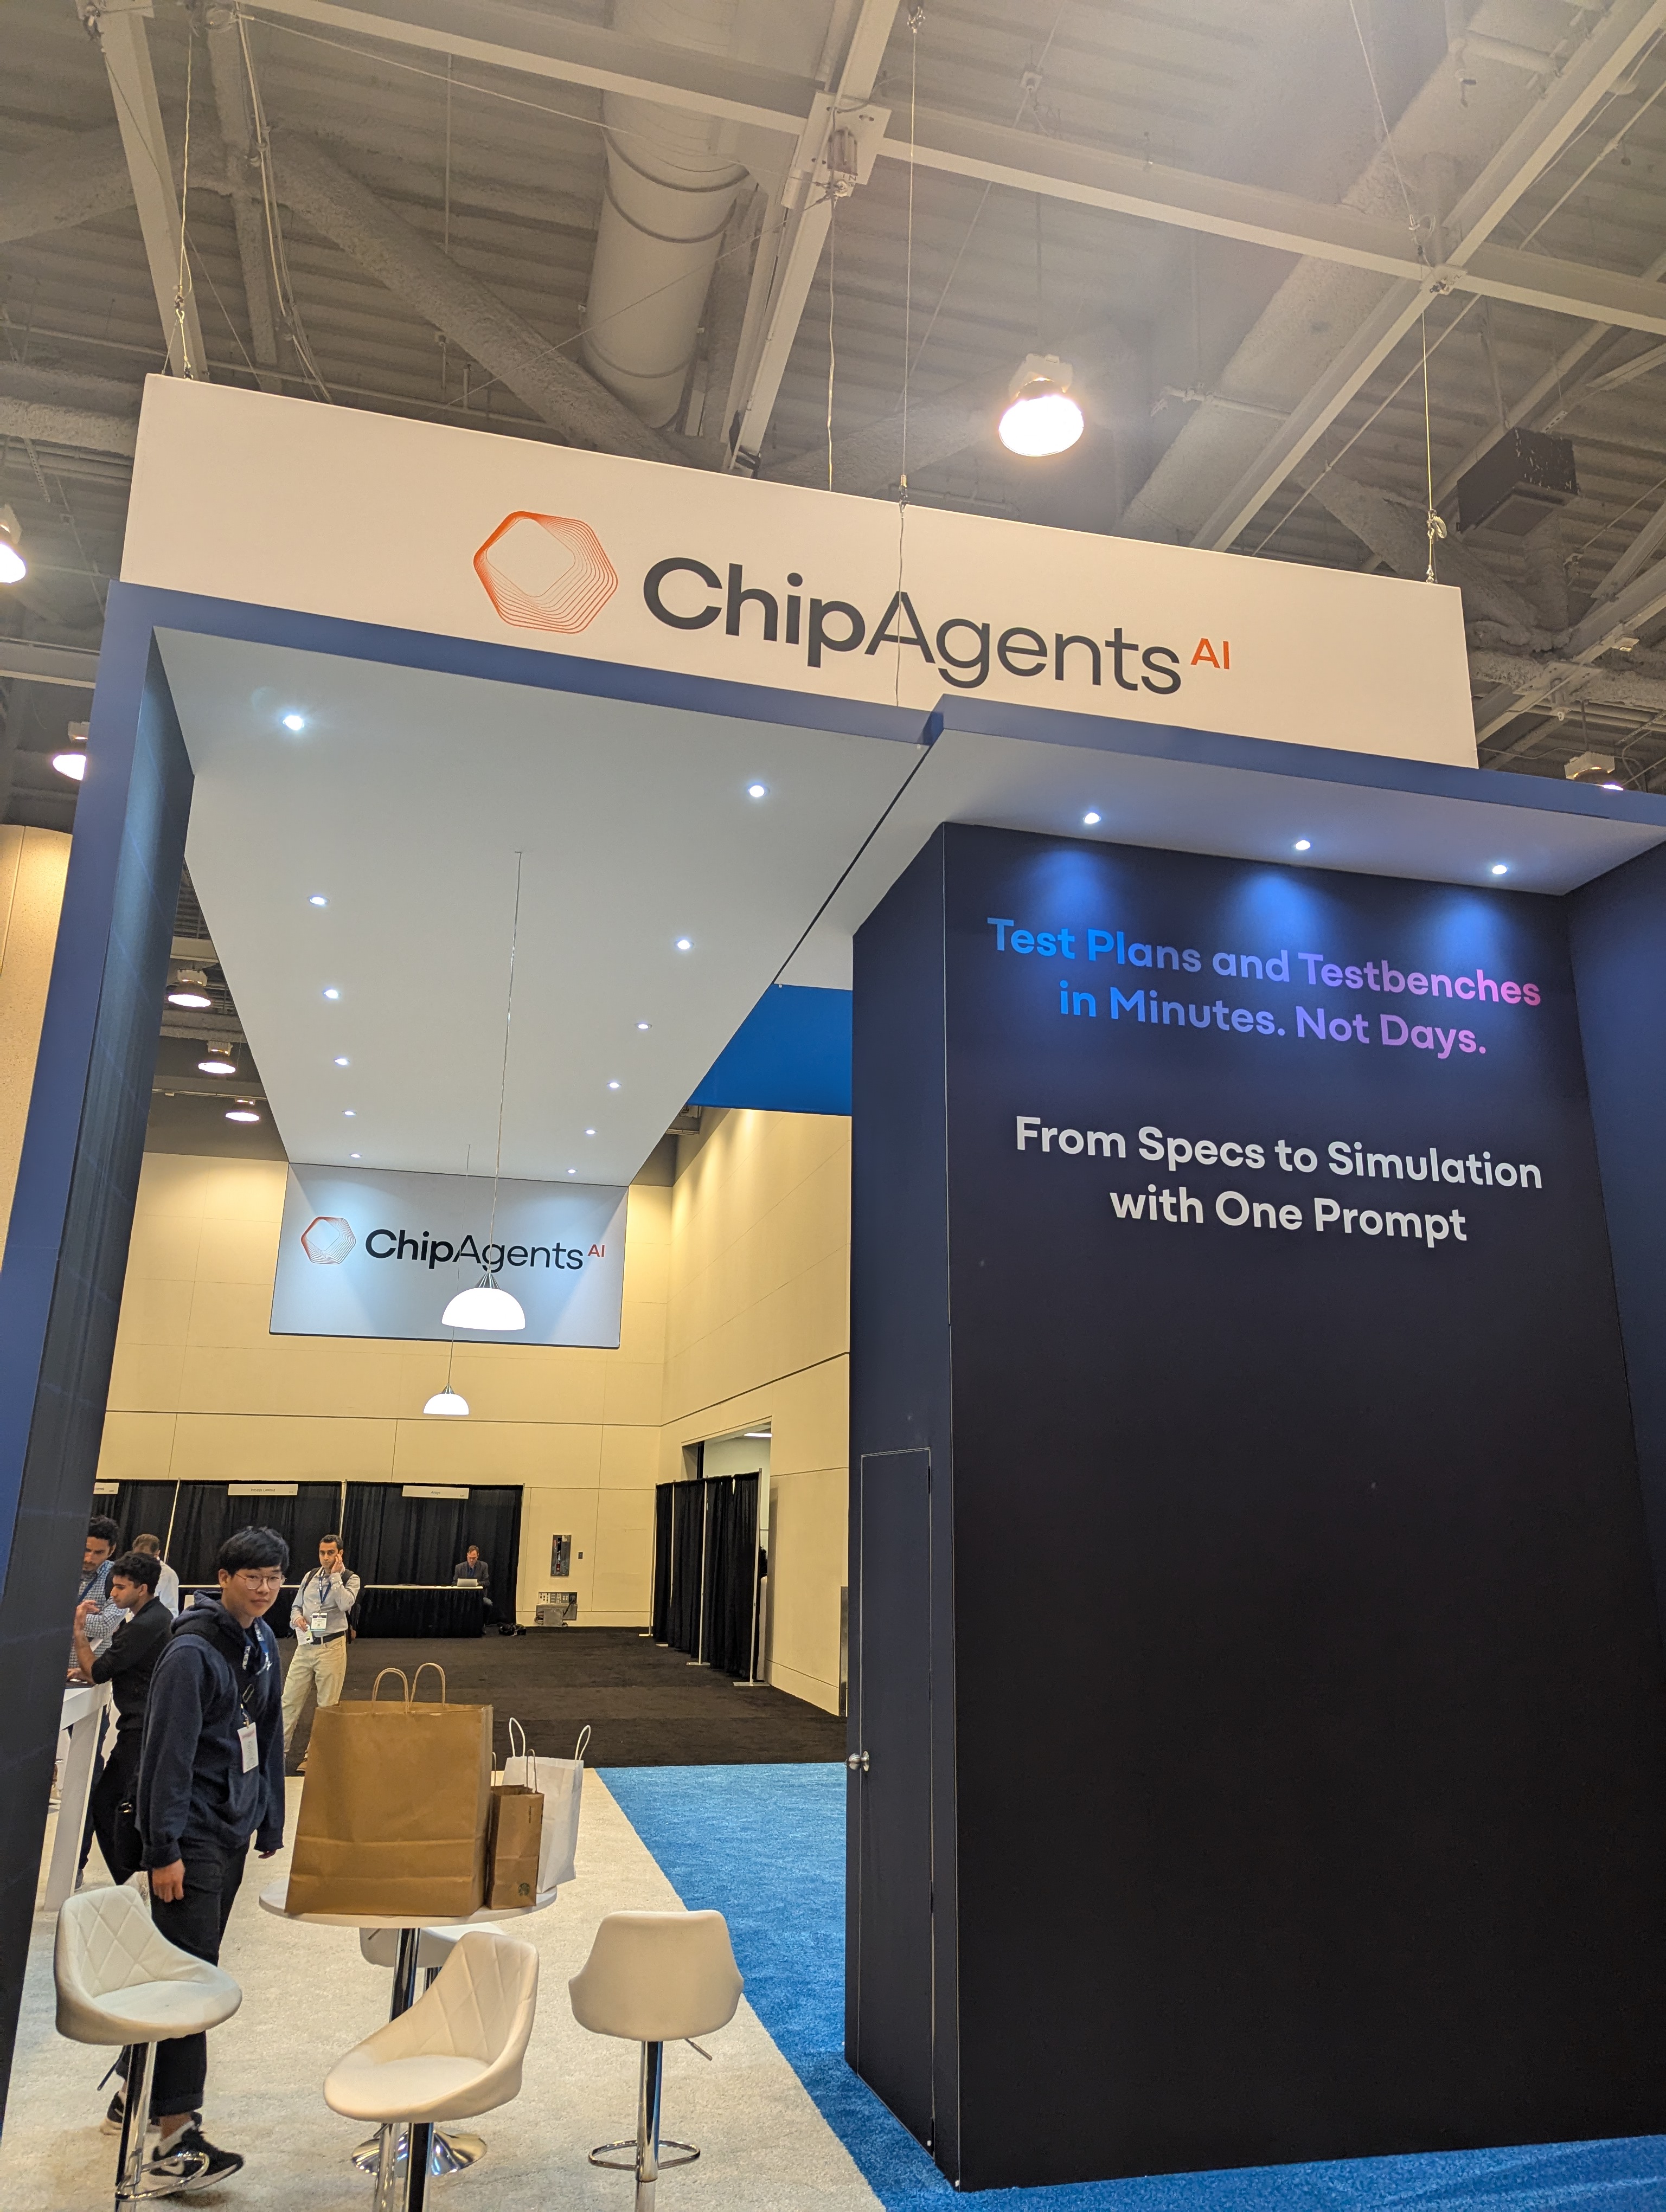 ChipAgents AI
Test Plans and Testbenches
in Minutes. Not Days.
From Specs to Simulation
with One Prompt
ChipAgents AI